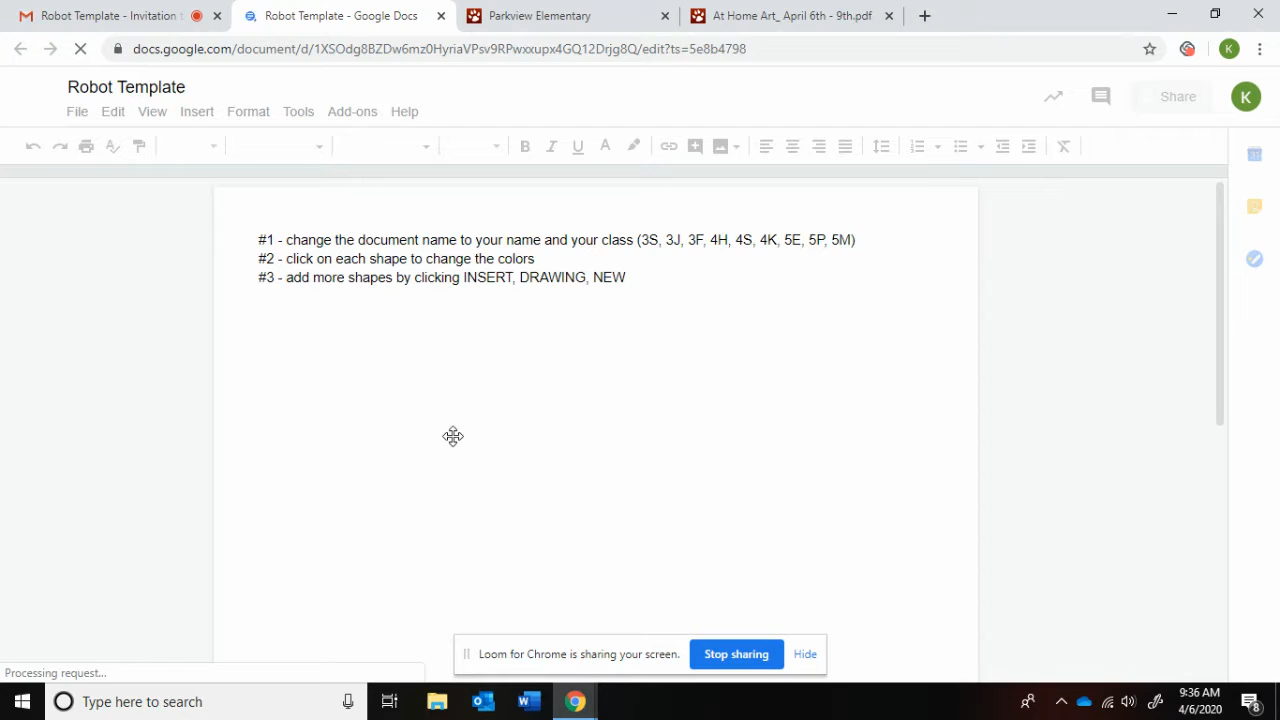 Robot Template - Invitation t
Robot Template - Google Docs
Parkview Elementary
At Home Art_ April 6th - 9th.pdf
docs.google.com/document/d/1XSOdg8BZDw6mz0HyriaVPsv9RPwxxupx4GQ12Drjg8Q/edit?ts=5e8b4798
K
Robot Template
File Edit View Insert Format Tools Add-ons Help
Share
K
B I U A
#1 - change the document name to your name and your class (3S, 3J, 3F, 4H, 4S, 4K, 5E, 5P, 5M)
#2 - click on each shape to change the colors
#3 - add more shapes by clicking INSERT, DRAWING, NEW
Loom for Chrome is sharing your screen. Stop sharing Hide
Processing request...
Type here to search
9:36 AM
4/6/2020
8